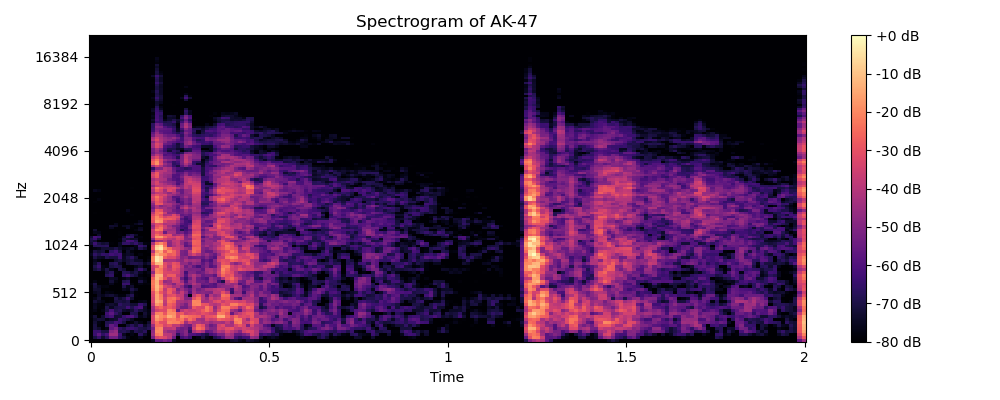 Spectrogram of AK-47
Hz
16384
8192
4096
2048
1024
512
0
0 0.5 1 1.5 2
Time
+0 dB
-10 dB
-20 dB
-30 dB
-40 dB
-50 dB
-60 dB
-70 dB
-80 dB